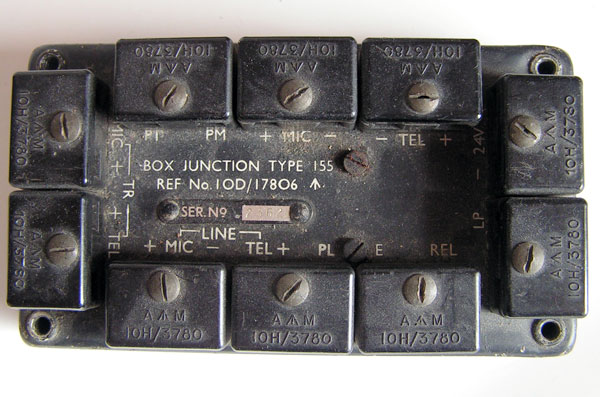 10H/3780
A.A.M
10H/3780
A.A.M
10H/3780
A.A.M
A.A.M
10H/3780
A.A.M
10H/3780
MIC
+
PI PM + MIC – – TEL +
24V
–
BOX JUNCTION TYPE 155
REF No. 10D/17806 ↑
TR
SER. No
+
TEL
LINE
+ MIC – TEL + PL E REL
LP
A.A.M
10H/3780
A.A.M
10H/3780
A.A.M
10H/3780
A.A.M
10H/3780
A.A.M
10H/3780